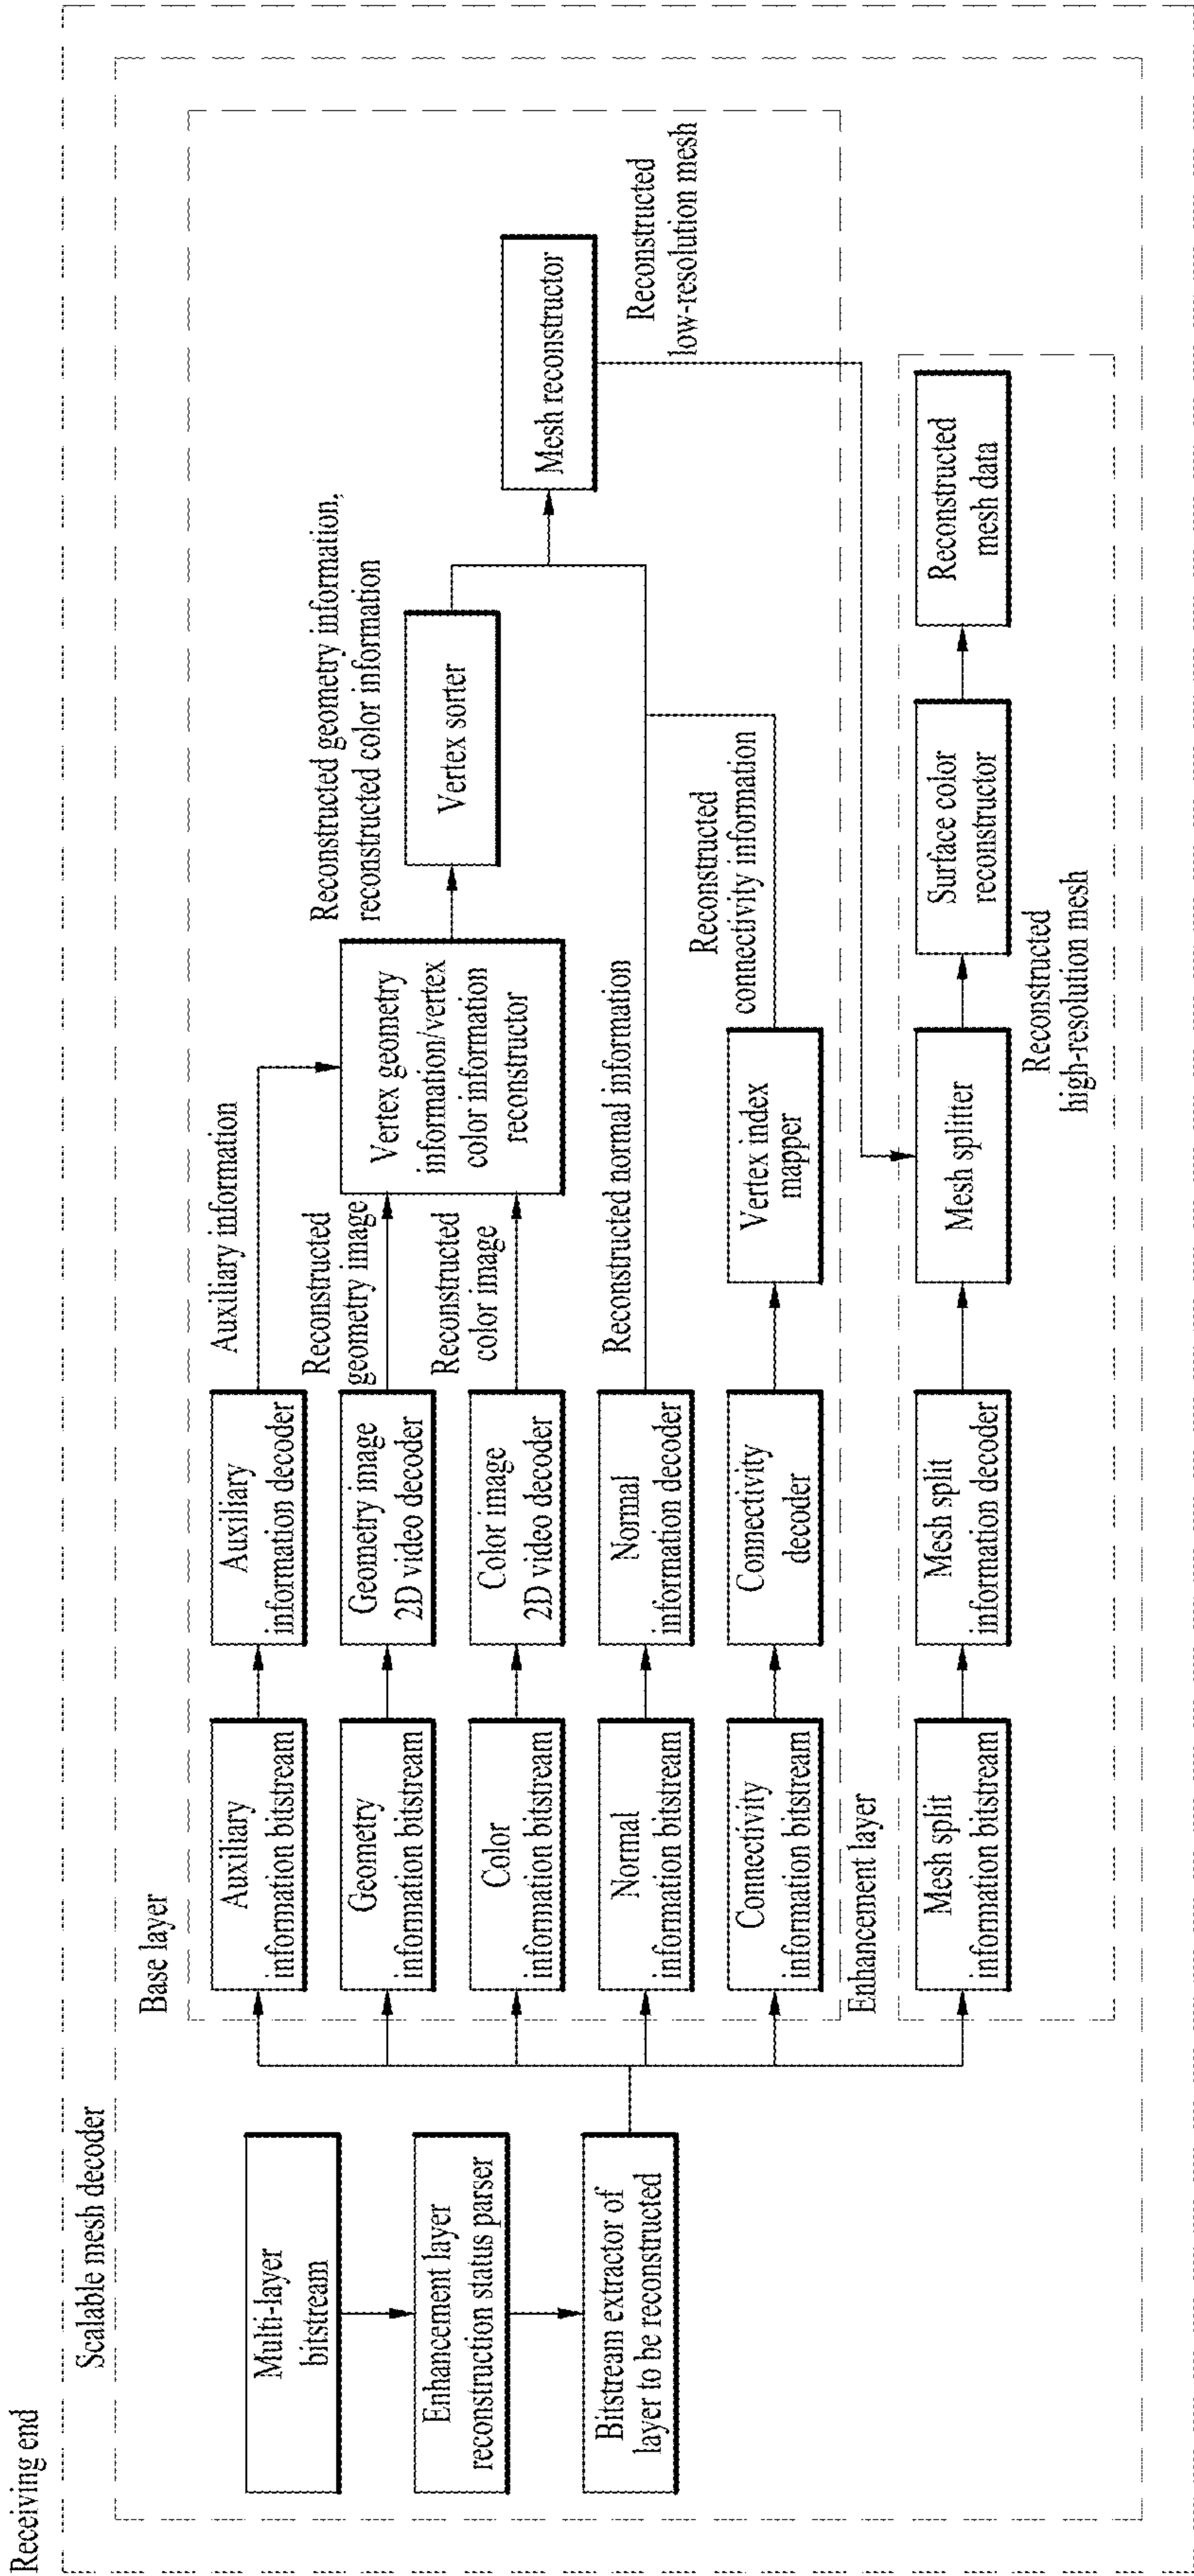 Receiving end
Scalable mesh decoder
Multi-layer
bitstream
Enhancement layer
reconstruction status parser
Bitstream extractor of
layer to be reconstructed
Base layer
Auxiliary
information bitstream
Auxiliary
information decoder
Auxiliary information
Geometry
information bitstream
Geometry image
2D video decoder
Reconstructed
geometry image
Color
information bitstream
Color image
2D video decoder
Reconstructed
color image
Vertex geometry
information/vertex
color information
reconstructor
Reconstructed geometry information,
reconstructed color information
Vertex sorter
Mesh reconstructor
Reconstructed
low-resolution mesh
Normal
information bitstream
Normal
information decoder
Reconstructed normal information
Connectivity
information bitstream
Connectivity
decoder
Vertex index
mapper
Reconstructed
connectivity information
Enhancement layer
Mesh split
information bitstream
Mesh split
information decoder
Mesh splitter
Reconstructed
high-resolution mesh
Surface color
reconstructor
Reconstructed
mesh data